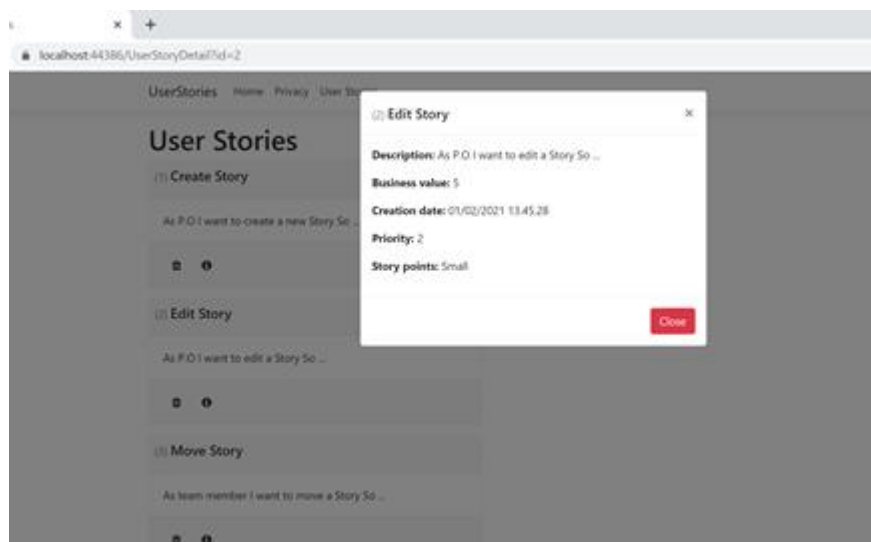 localhost:44386/UserStoryDetail?id=2
UserStories Home Privacy User
(2) Edit Story
Description: As P.O I want to edit a Story So ...
Business value: 5
Creation date: 01/02/2021 13.45.28
Priority: 2
Story points: Small
Close
User Stories
(1) Create Story
As P.O I want to create a new Story So ..
(2) Edit Story
As P.O I want to edit a Story So ...
(3) Move Story
As team member I want to move a Story So ...